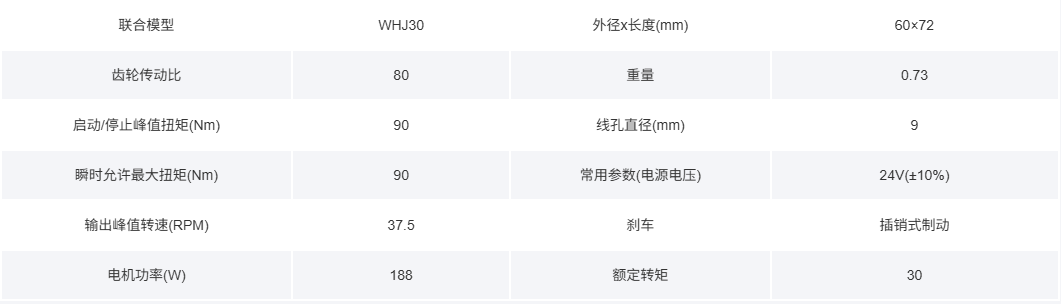 联合模型 WHJ30 外径x长度(mm) 60×72
齿轮传动比 80 重量 0.73
启动/停止峰值扭矩(Nm) 90 线孔直径(mm) 9
瞬时允许最大扭矩(Nm) 90 常用参数(电源电压) 24V(±10%)
输出峰值转速(RPM) 37.5 刹车 插销式制动
电机功率(W) 188 额定转矩 30